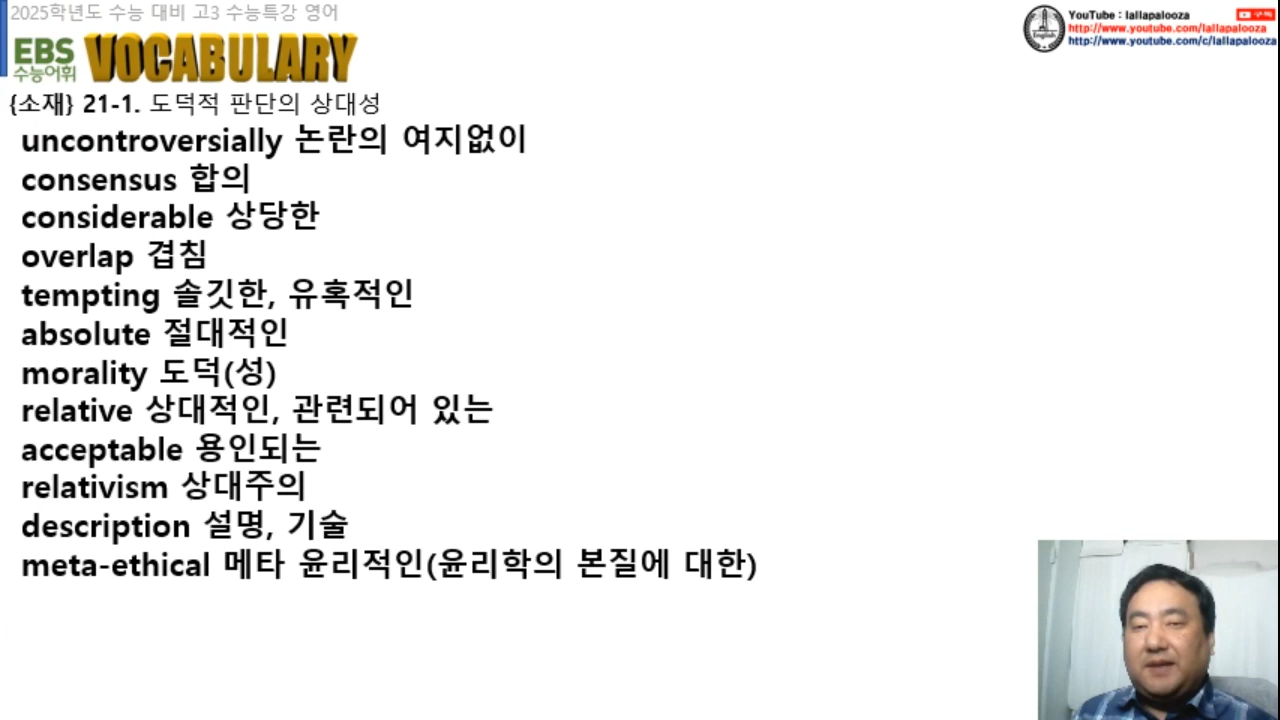 2025학년도 수능 대비 고3 수능특강 영어
EBS
수능어휘
VOCABULARY
YouTube : lallapalooza
구독
http://www.youtube.com/lallapalooza
http://www.youtube.com/c/lallapalooza
English
{소재} 21-1. 도덕적 판단의 상대성
uncontroversially 논란의 여지없이
consensus 합의
considerable 상당한
overlap 겹침
tempting 솔깃한, 유혹적인
absolute 절대적인
morality 도덕(성)
relative 상대적인, 관련되어 있는
acceptable 용인되는
relativism 상대주의
description 설명, 기술
meta-ethical 메타 윤리적인(윤리학의 본질에 대한)